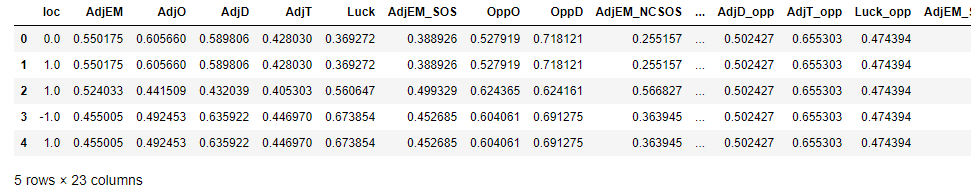 loc AdjEM AdjO AdjD AdjT Luck AdjEM_SOS OppO OppD AdjEM_NCSOS ... AdjD_opp AdjT_opp Luck_opp AdjEM_S
0 0.0 0.550175 0.605660 0.589806 0.428030 0.369272 0.388926 0.527919 0.718121 0.255157 ... 0.502427 0.655303 0.474394
1 1.0 0.550175 0.605660 0.589806 0.428030 0.369272 0.388926 0.527919 0.718121 0.255157 ... 0.502427 0.655303 0.474394
2 1.0 0.524033 0.441509 0.432039 0.405303 0.560647 0.499329 0.624365 0.624161 0.566827 ... 0.502427 0.655303 0.474394
3 -1.0 0.455005 0.492453 0.635922 0.446970 0.673854 0.452685 0.604061 0.691275 0.363945 ... 0.502427 0.655303 0.474394
4 1.0 0.455005 0.492453 0.635922 0.446970 0.673854 0.452685 0.604061 0.691275 0.363945 ... 0.502427 0.655303 0.474394
5 rows × 23 columns